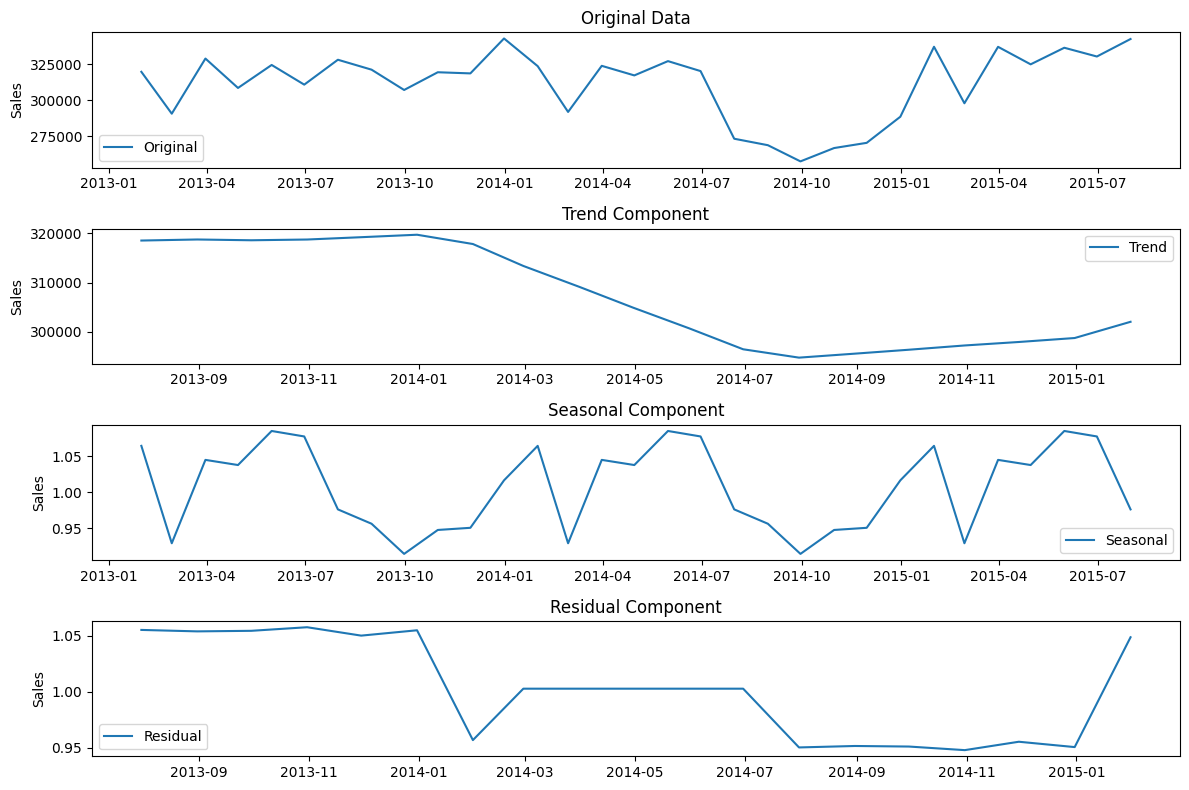 Original Data
Sales
325000
300000
275000
Original
2013-01 2013-04 2013-07 2013-10 2014-01 2014-04 2014-07 2014-10 2015-01 2015-04 2015-07
Trend Component
Sales
320000
310000
300000
Trend
2013-09 2013-11 2014-01 2014-03 2014-05 2014-07 2014-09 2014-11 2015-01
Seasonal Component
Sales
1.05
1.00
0.95
Seasonal
2013-01 2013-04 2013-07 2013-10 2014-01 2014-04 2014-07 2014-10 2015-01 2015-04 2015-07
Residual Component
Sales
1.05
1.00
0.95
Residual
2013-09 2013-11 2014-01 2014-03 2014-05 2014-07 2014-09 2014-11 2015-01